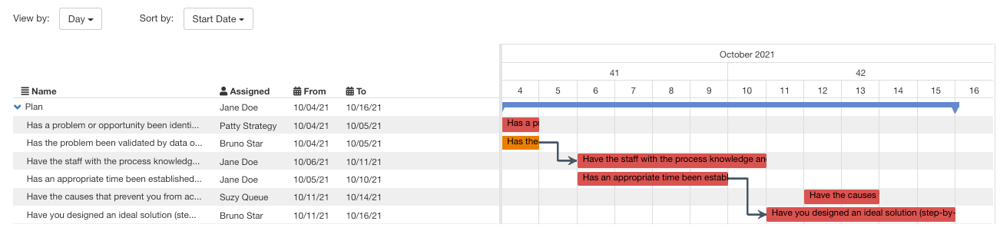 View by: Day Sort by: Start Date
October 2021
41 42
Name Assigned From To 4 5 6 7 8 9 10 11 12 13 14 15 16
Plan Jane Doe 10/04/21 10/16/21
Has a problem or opportunity been identi... Patty Strategy 10/04/21 10/05/21 Has a p
Has the problem been validated by data o... Bruno Star 10/04/21 10/05/21 Has the
Have the staff with the process knowledg... Jane Doe 10/06/21 10/11/21 Have the staff with the process knowledge an
Has an appropriate time been established... Jane Doe 10/05/21 10/10/21 Has an appropriate time been estab
Have the causes that prevent you from ac... Suzy Queue 10/11/21 10/14/21 Have the causes
Have you designed an ideal solution (ste... Bruno Star 10/11/21 10/16/21 Have you designed an ideal solution (step-by-